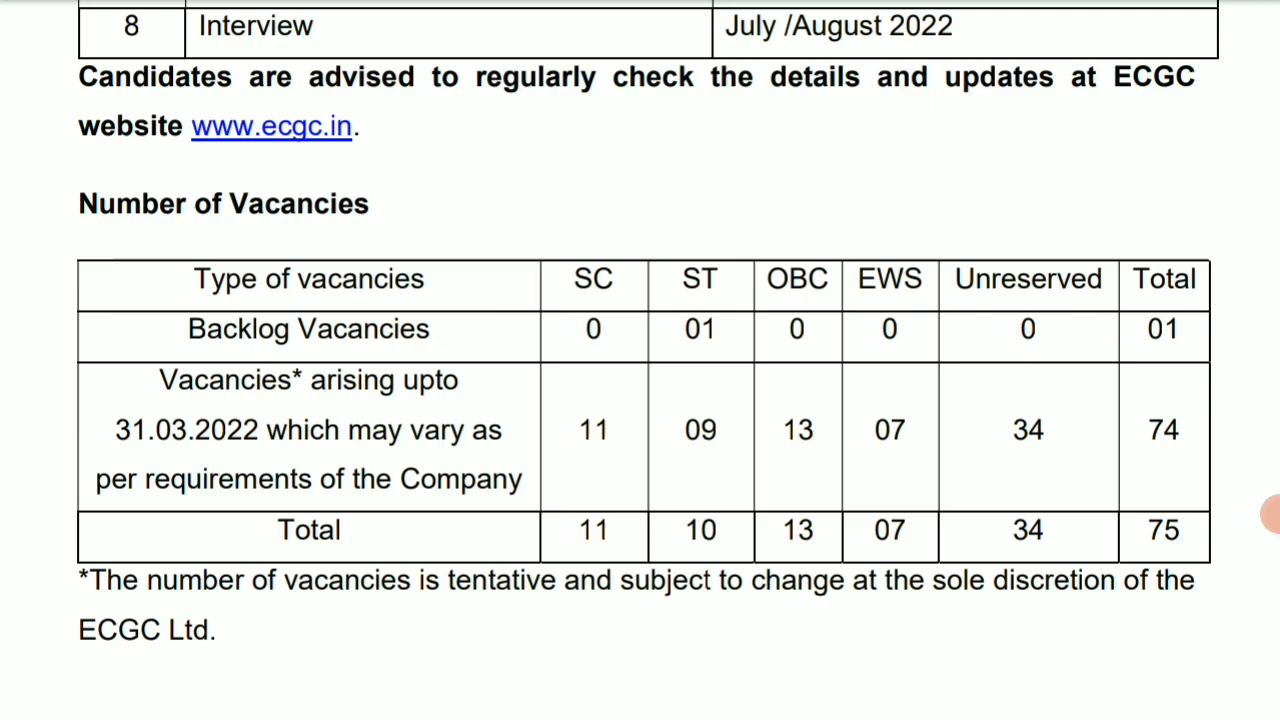 8 Interview July /August 2022
Candidates are advised to regularly check the details and updates at ECGC
website www.ecgc.in.
Number of Vacancies
Type of vacancies SC ST OBC EWS Unreserved Total
Backlog Vacancies 0 01 0 0 0 01
Vacancies* arising upto
31.03.2022 which may vary as 11 09 13 07 34 74
per requirements of the Company
Total 11 10 13 07 34 75
*The number of vacancies is tentative and subject to change at the sole discretion of the
ECGC Ltd.